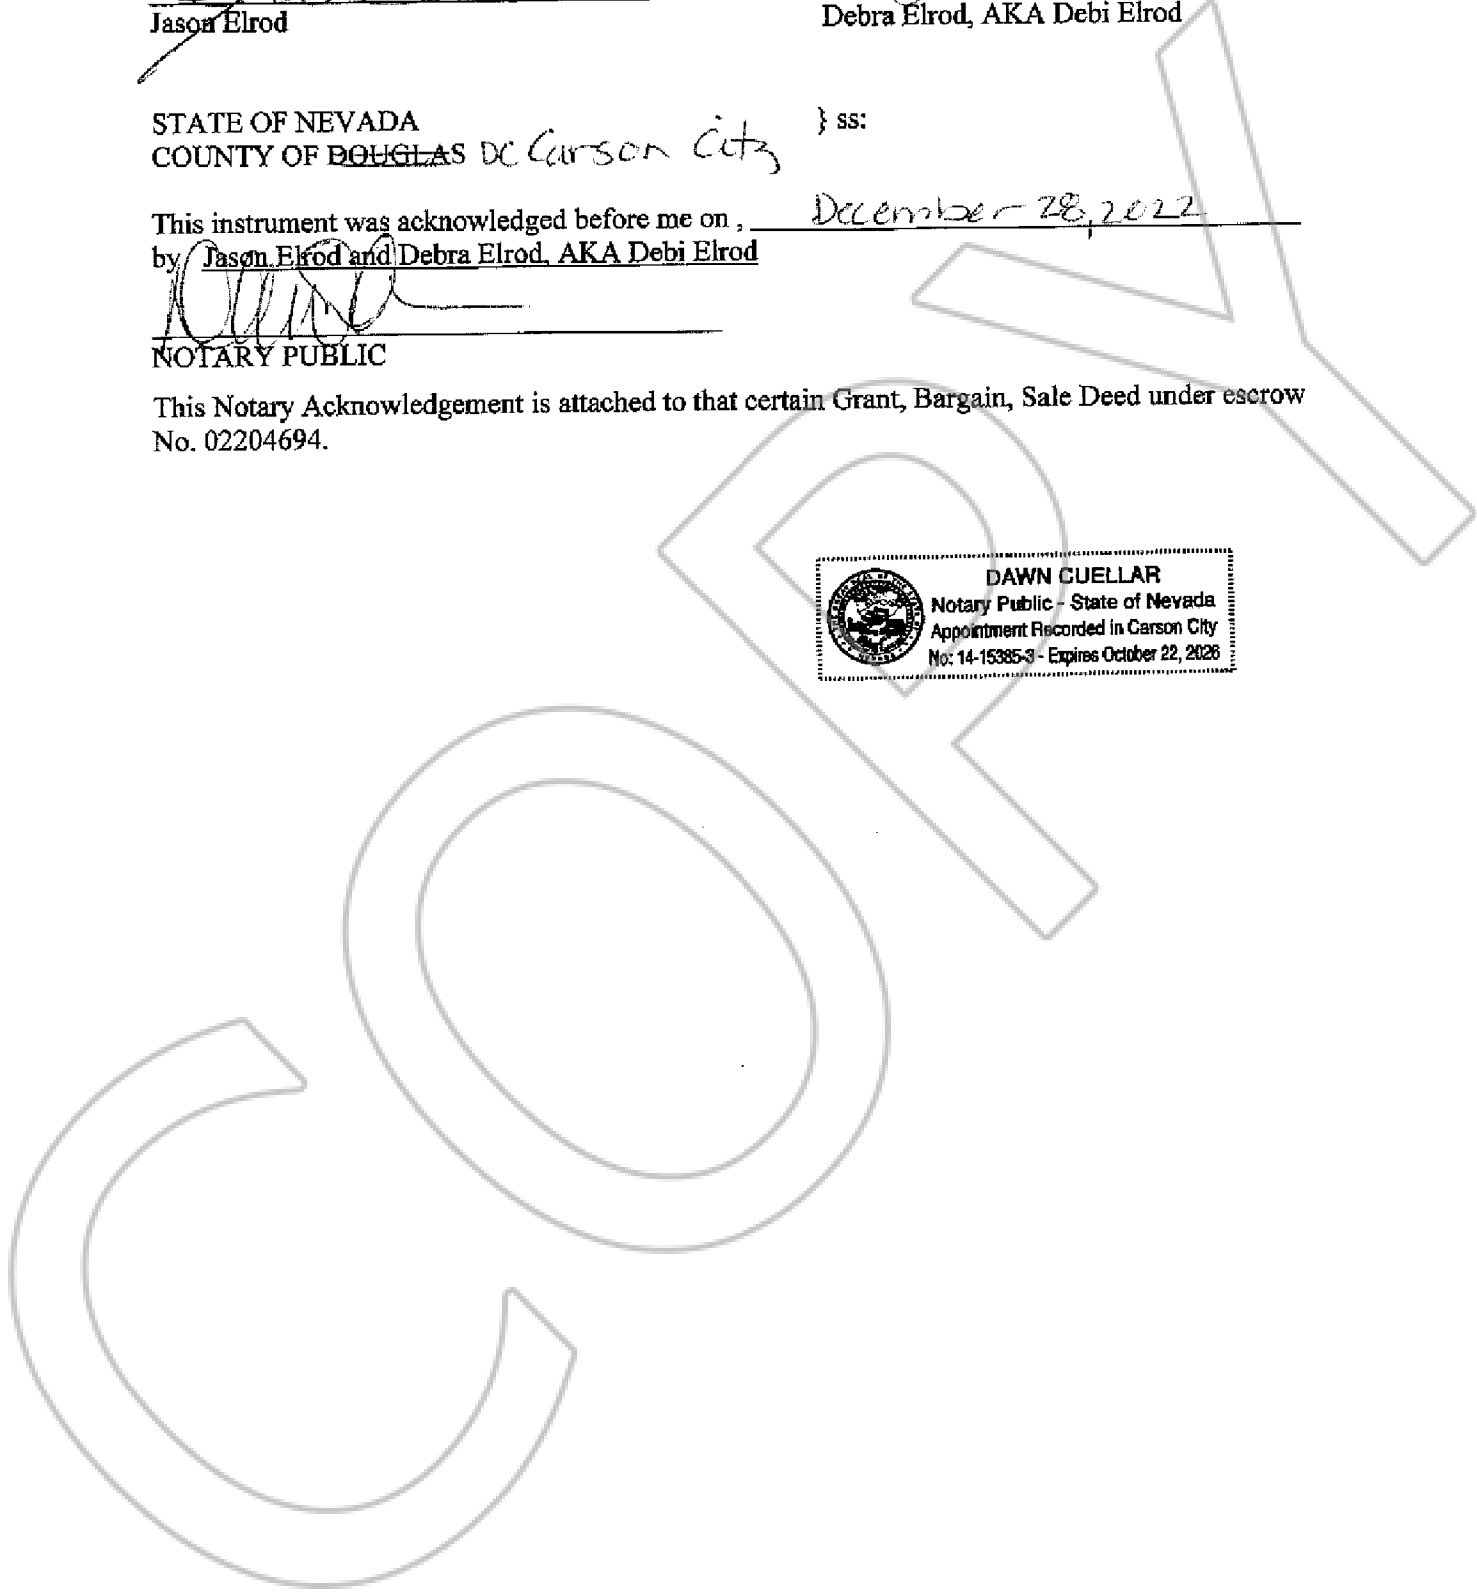 Jason Elrod
Debra Elrod, AKA Debi Elrod
STATE OF NEVADA
} ss:
COUNTY OF DOUGLAS DC Carson City
This instrument was acknowledged before me on , December 28, 2022
by Jason Elrod and Debra Elrod, AKA Debi Elrod
NOTARY PUBLIC
This Notary Acknowledgement is attached to that certain Grant, Bargain, Sale Deed under escrow
No. 02204694.
DAWN CUELLAR
Notary Public - State of Nevada
Appointment Recorded in Carson City
No: 14-15385-3 - Expires October 22, 2026
COPY